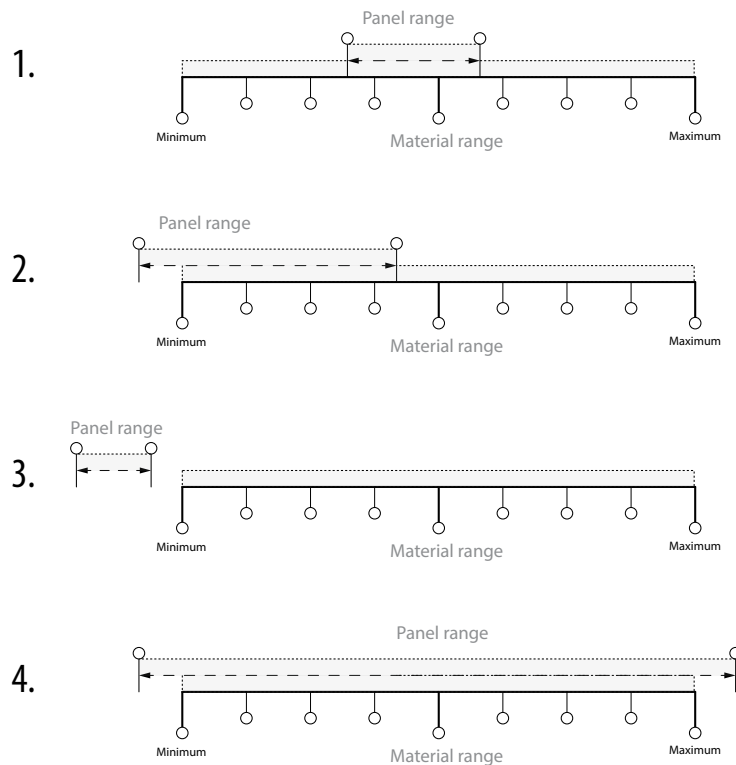 Panel range
1.
Minimum
Material range
Maximum
Panel range
2.
Minimum
Material range
Maximum
Panel range
3.
Minimum
Material range
Maximum
Panel range
4.
Minimum
Material range
Maximum